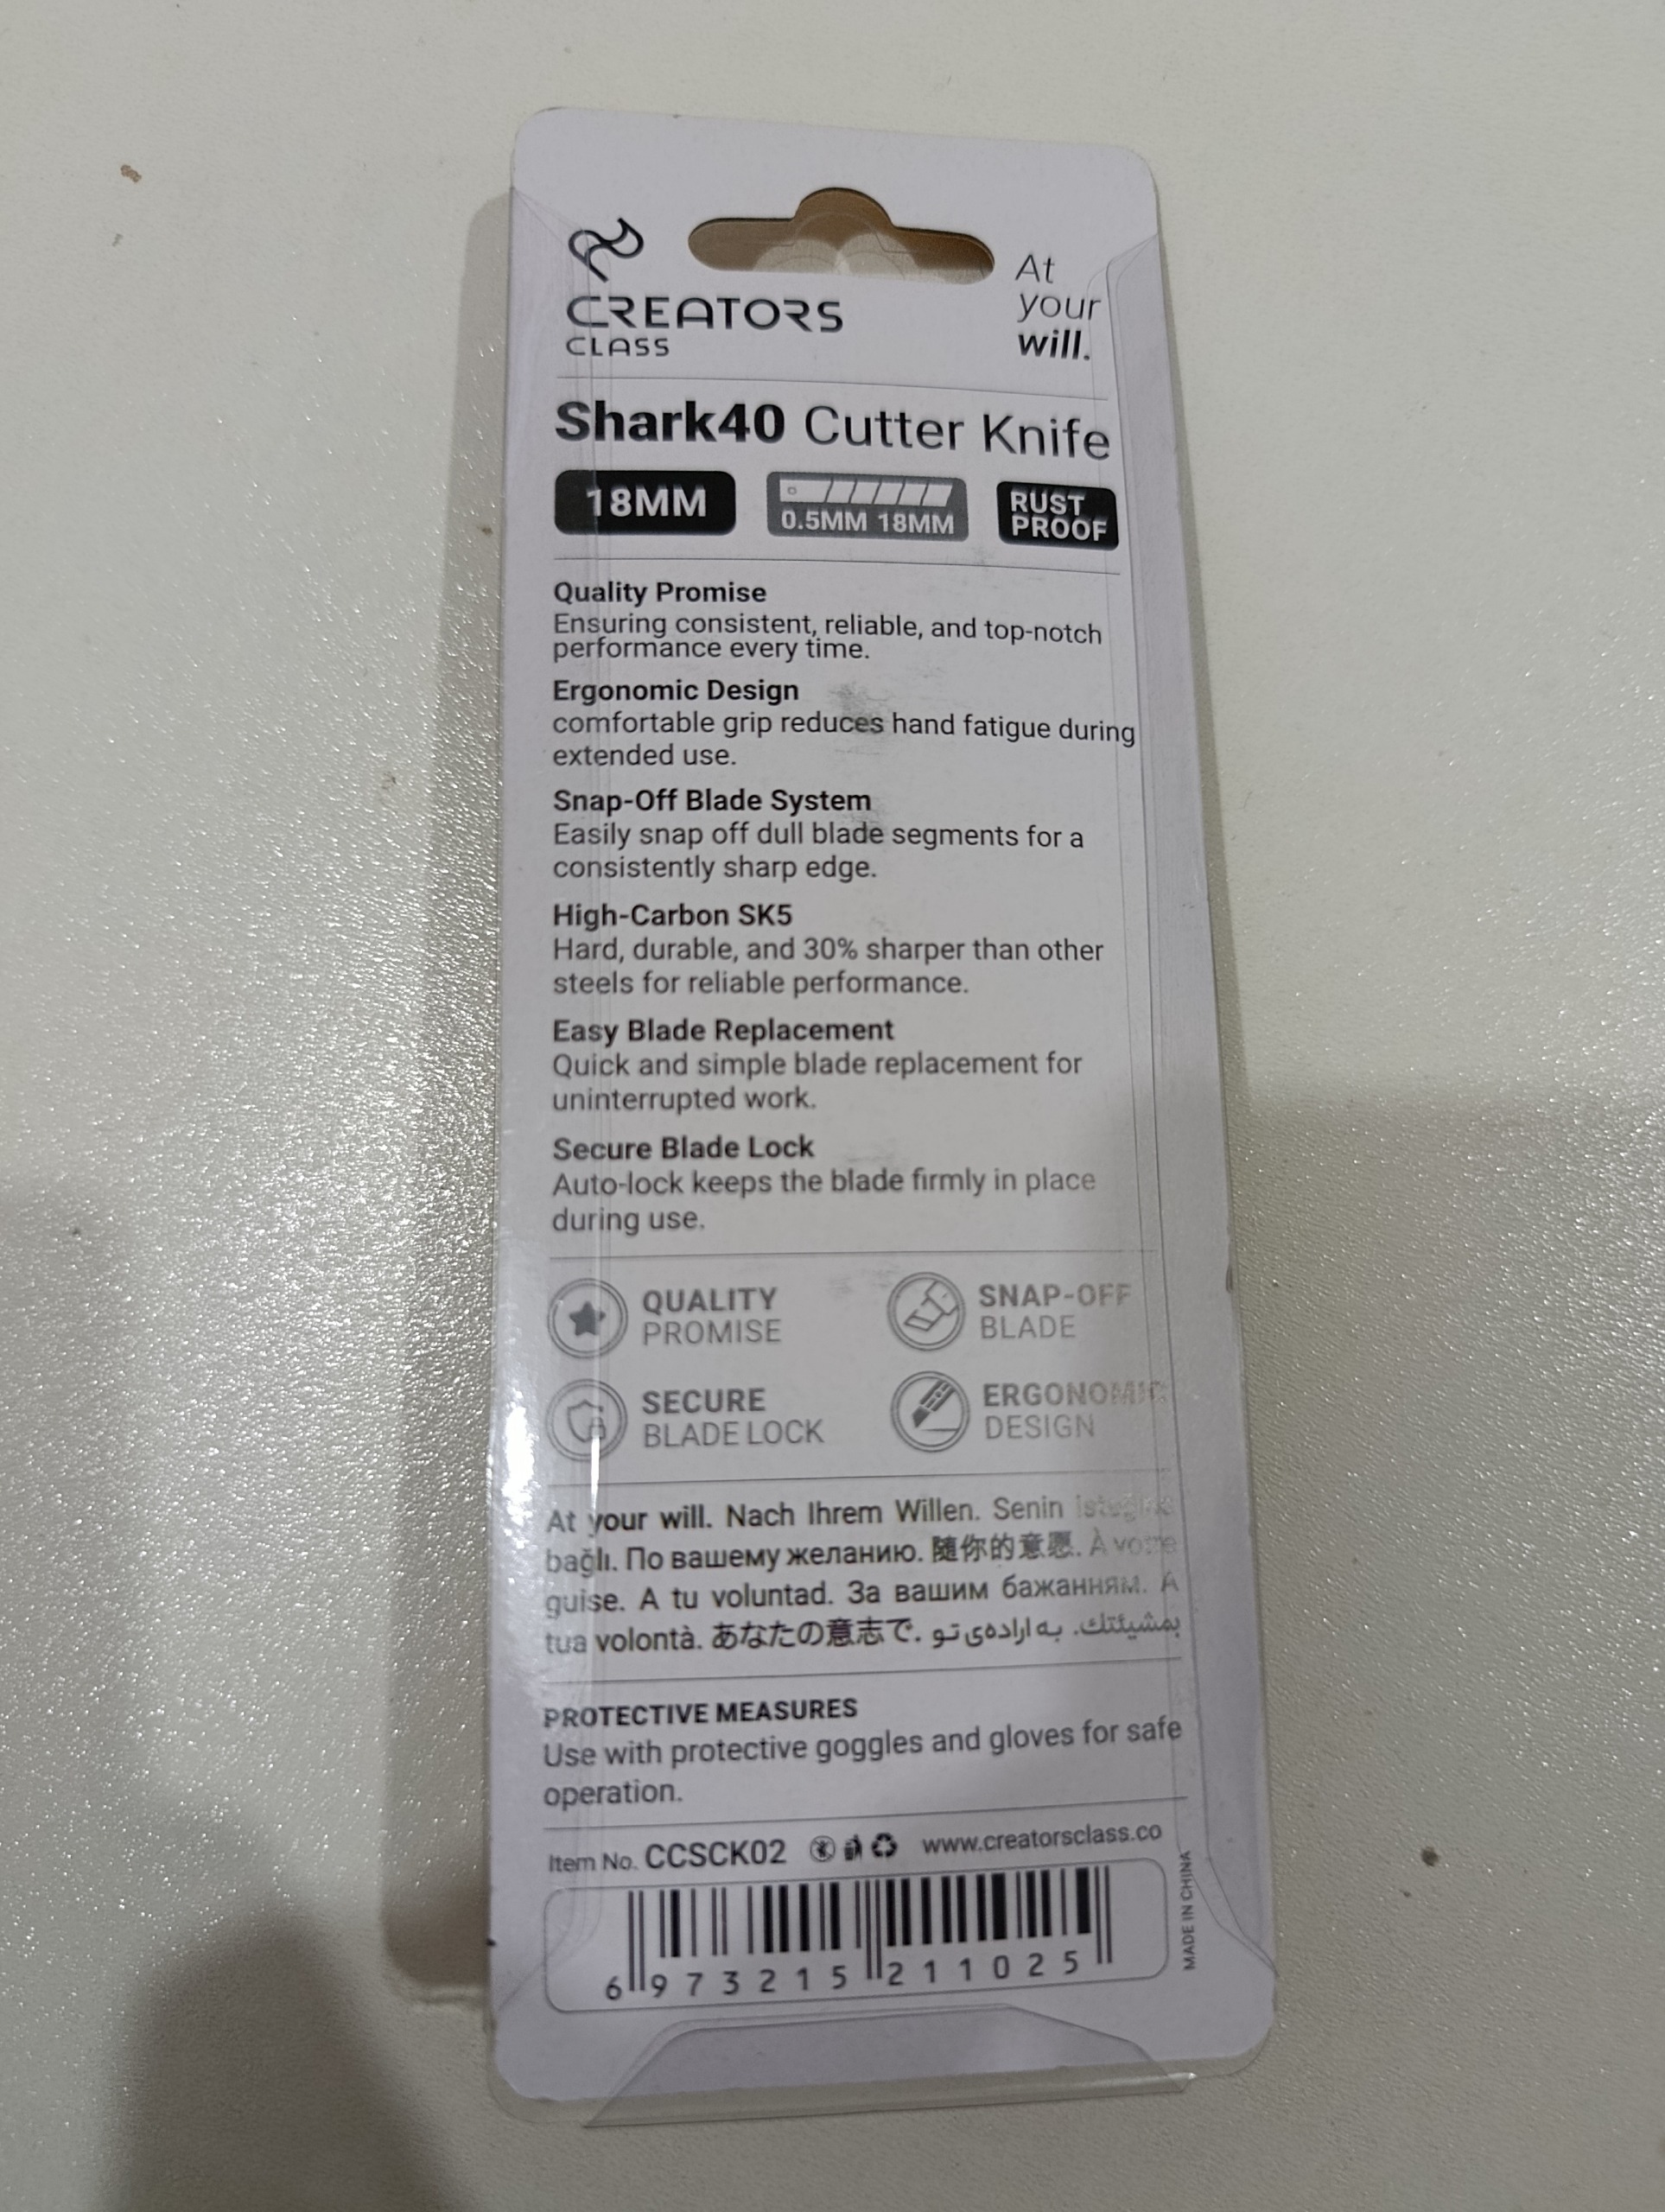 CREATORS
CLASS
At
your
will.
Shark40 Cutter Knife
18MM
0.5MM 18MM
RUST
PROOF
Quality Promise
Ensuring consistent, reliable, and top-notch
performance every time.
Ergonomic Design
comfortable grip reduces hand fatigue during
extended use.
Snap-Off Blade System
Easily snap off dull blade segments for a
consistently sharp edge.
High-Carbon SK5
Hard, durable, and 30% sharper than other
steels for reliable performance.
Easy Blade Replacement
Quick and simple blade replacement for
uninterrupted work.
Secure Blade Lock
Auto-lock keeps the blade firmly in place
during use.
QUALITY
PROMISE
SNAP-OFF
BLADE
SECURE
BLADE LOCK
ERGONOMIC
DESIGN
At your will. Nach Ihrem Willen. Senin
bağlı. По вашему желанию. 随你的意愿. À votre
guise. A tu voluntad. За вашим бажанням. A
tua volontà. あなたの意志で. بمشيئتك. به اراده‌ی تو
PROTECTIVE MEASURES
Use with protective goggles and gloves for safe
operation.
Item No. CCSCK02 www.creatorsclass.co
MADE IN CHINA
6 973215 211025